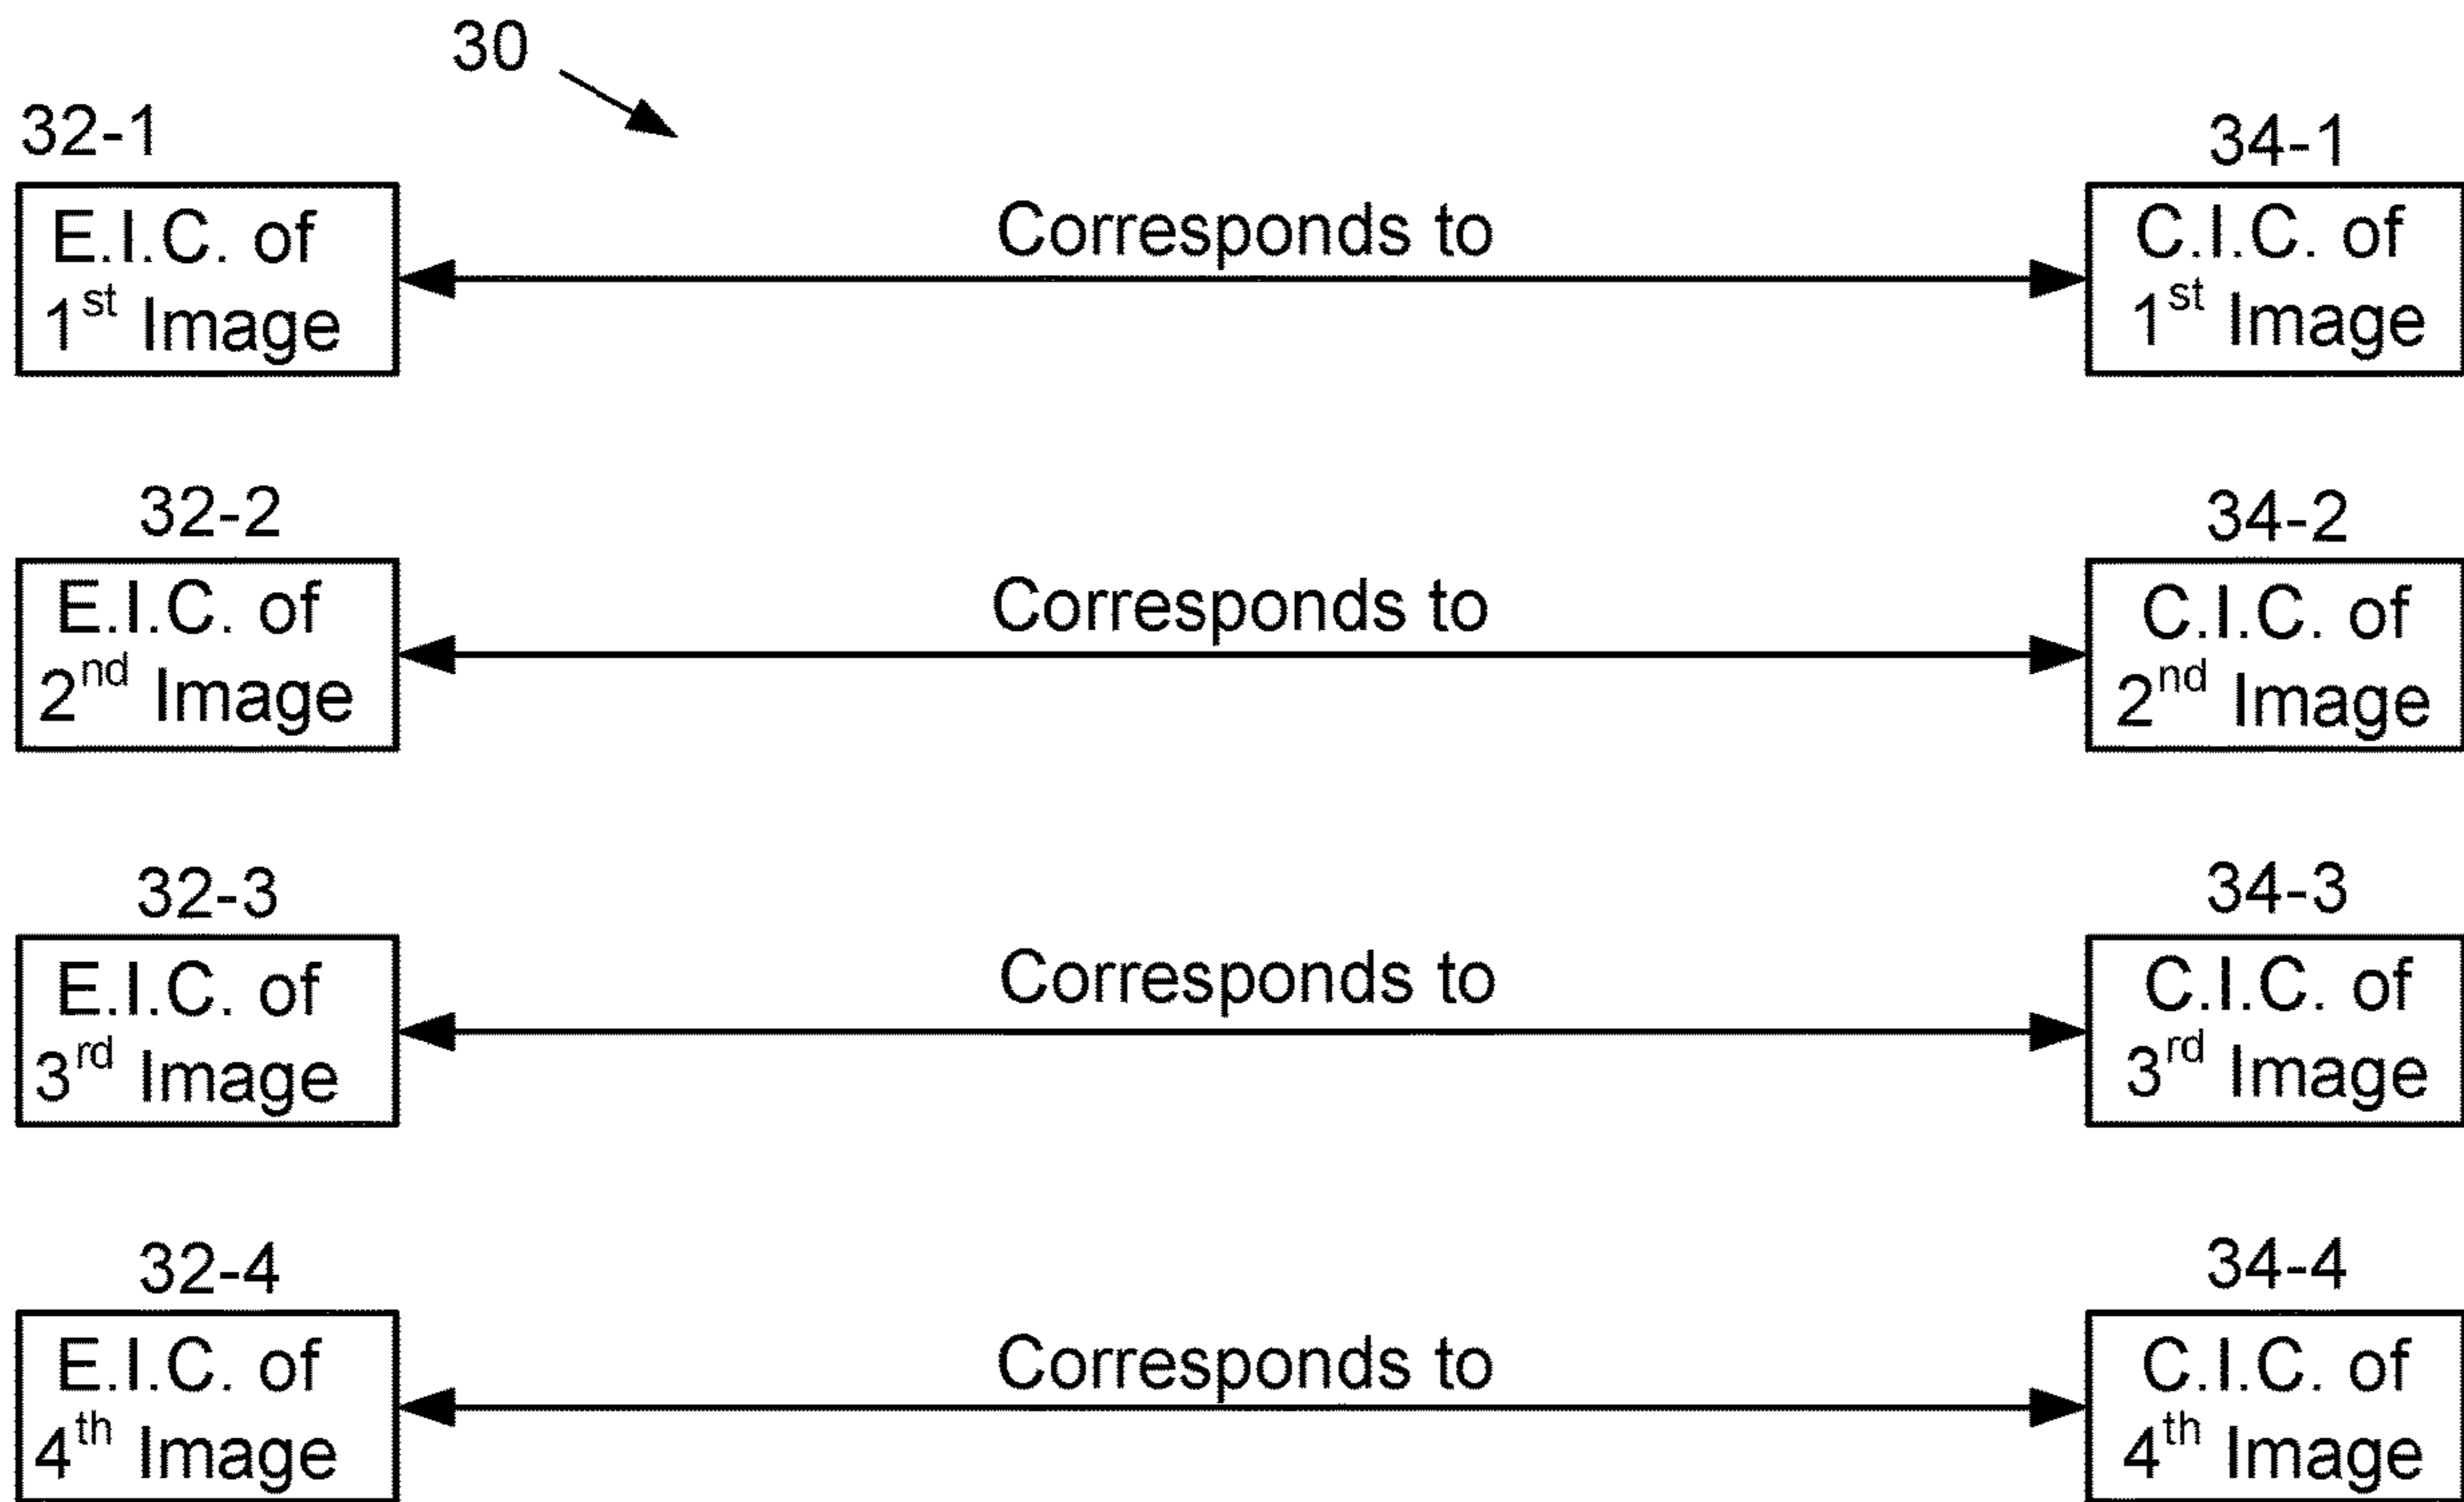 30
32-1
34-1
E.I.C. of
1st Image
Corresponds to
C.I.C. of
1st Image
32-2
34-2
E.I.C. of
2nd Image
Corresponds to
C.I.C. of
2nd Image
32-3
34-3
E.I.C. of
3rd Image
Corresponds to
C.I.C. of
3rd Image
32-4
34-4
E.I.C. of
4th Image
Corresponds to
C.I.C. of
4th Image